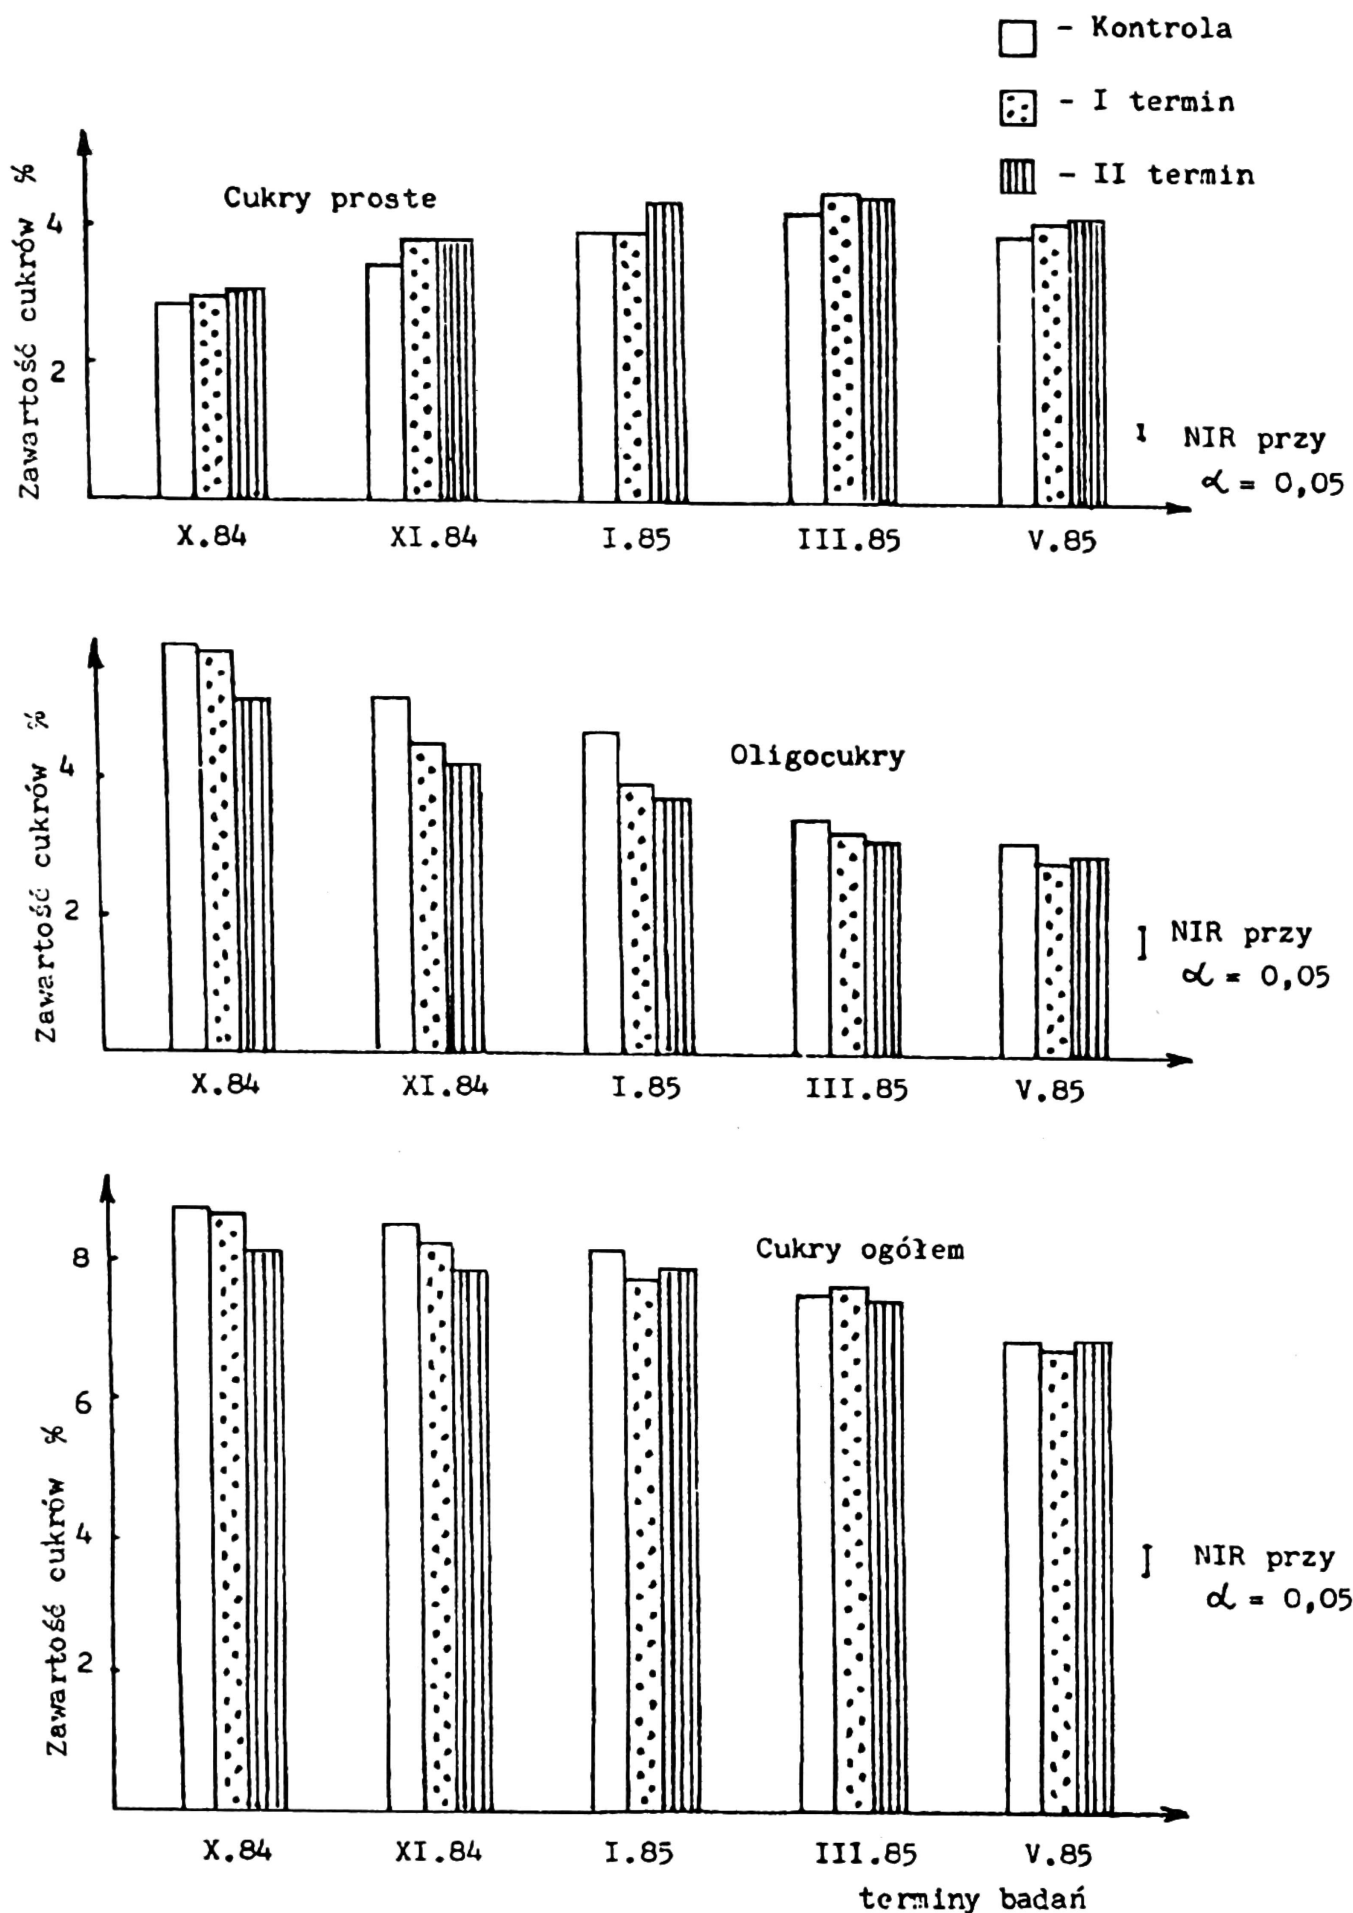 - Kontrola
- I termin
- II termin
Zawartość cukrów %
Cukry proste
4
2
NIR przy
α = 0,05
X.84 XI.84 I.85 III.85 V.85
Zawartość cukrów %
Oligocukry
4
2
NIR przy
α = 0,05
X.84 XI.84 I.85 III.85 V.85
Zawartość cukrów %
Cukry ogółem
8
6
4
2
NIR przy
α = 0,05
X.84 XI.84 I.85 III.85 V.85
terminy badań